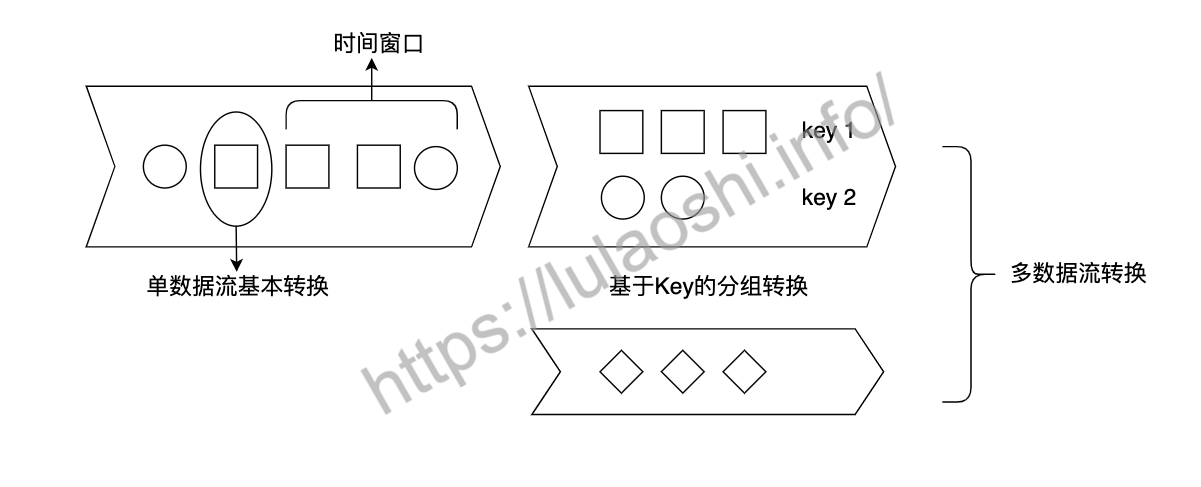 时间窗口
key 1
key 2
单数据流基本转换
基于Key的分组转换
多数据流转换
https://lulaoshi.info/